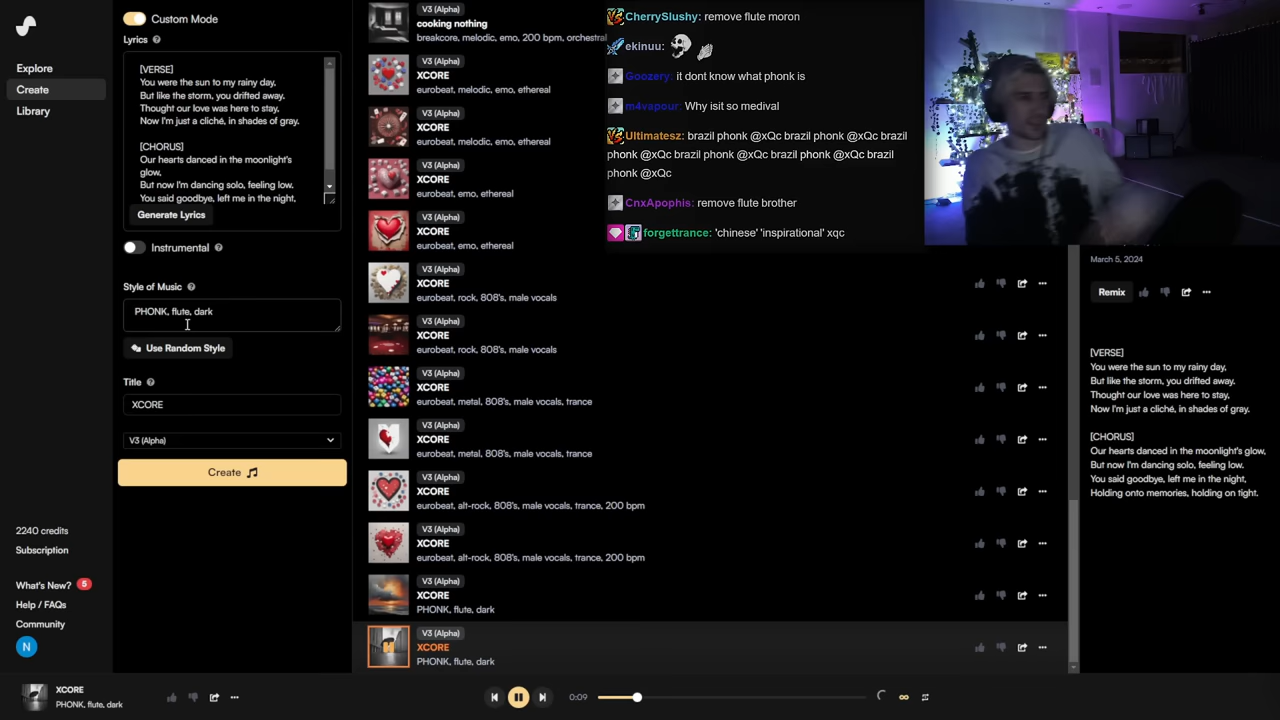 Custom Mode
Lyrics
[VERSE]
You were the sun to my rainy day,
But like the storm, you drifted away.
Thought our love was here to stay,
Now I'm just a cliché, in shades of gray.
[CHORUS]
Our hearts danced in the moonlight's
glow,
But now I'm dancing solo, feeling low.
You said goodbye, left me in the night,
Generate Lyrics
Instrumental
Style of Music
PHONK, flute, dark
Use Random Style
Title
XCORE
V3 (Alpha)
Create
Explore
Create
Library
2240 credits
Subscription
What's New? 5
Help / FAQs
Community
N
V3 (Alpha)
cooking nothing
breakcore, melodic, emo, 200 bpm, orchestral
V3 (Alpha)
XCORE
eurobeat, melodic, emo, ethereal
V3 (Alpha)
XCORE
eurobeat, melodic, emo, ethereal
V3 (Alpha)
XCORE
eurobeat, emo, ethereal
V3 (Alpha)
XCORE
eurobeat, emo, ethereal
V3 (Alpha)
XCORE
eurobeat, rock, 808's, male vocals
V3 (Alpha)
XCORE
eurobeat, rock, 808's, male vocals
V3 (Alpha)
XCORE
eurobeat, metal, 808's, male vocals, trance
V3 (Alpha)
XCORE
eurobeat, metal, 808's, male vocals, trance
V3 (Alpha)
XCORE
eurobeat, alt-rock, 808's, male vocals, trance, 200 bpm
V3 (Alpha)
XCORE
eurobeat, alt-rock, 808's, male vocals, trance, 200 bpm
V3 (Alpha)
XCORE
PHONK, flute, dark
V3 (Alpha)
XCORE
PHONK, flute, dark
CherrySlushy: remove flute moron
ekinuu:
Goozery: it dont know what phonk is
m4vapour: Why isit so medival
Ultimatesz: brazil phonk @xQc brazil phonk @xQc brazil
phonk @xQc brazil phonk @xQc brazil phonk @xQc brazil
phonk @xQc
CnxApophis: remove flute brother
forgettrance: 'chinese' 'inspirational' xqc
March 5, 2024
Remix
[VERSE]
You were the sun to my rainy day,
But like the storm, you drifted away.
Thought our love was here to stay,
Now I'm just a cliché, in shades of gray.
[CHORUS]
Our hearts danced in the moonlight's glow,
But now I'm dancing solo, feeling low.
You said goodbye, left me in the night,
Holding onto memories, holding on tight.
XCORE
PHONK, flute, dark
0:09